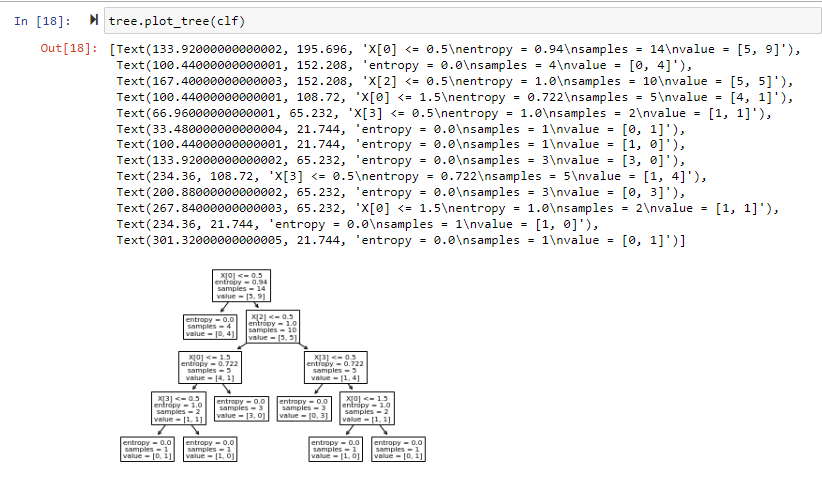 In [18]: tree.plot_tree(clf)
Out[18]: [Text(133.92000000000002, 195.696, 'X[0] <= 0.5\nentropy = 0.94\nsamples = 14\nvalue = [5, 9]'),
Text(100.44000000000001, 152.208, 'entropy = 0.0\nsamples = 4\nvalue = [0, 4]'),
Text(167.40000000000003, 152.208, 'X[2] <= 0.5\nentropy = 1.0\nsamples = 10\nvalue = [5, 5]'),
Text(100.44000000000001, 108.72, 'X[0] <= 1.5\nentropy = 0.722\nsamples = 5\nvalue = [4, 1]'),
Text(66.96000000000001, 65.232, 'X[3] <= 0.5\nentropy = 1.0\nsamples = 2\nvalue = [1, 1]'),
Text(33.480000000000004, 21.744, 'entropy = 0.0\nsamples = 1\nvalue = [0, 1]'),
Text(100.44000000000001, 21.744, 'entropy = 0.0\nsamples = 1\nvalue = [1, 0]'),
Text(133.92000000000002, 65.232, 'entropy = 0.0\nsamples = 3\nvalue = [3, 0]'),
Text(234.36, 108.72, 'X[3] <= 0.5\nentropy = 0.722\nsamples = 5\nvalue = [1, 4]'),
Text(200.88000000000002, 65.232, 'entropy = 0.0\nsamples = 3\nvalue = [0, 3]'),
Text(267.84000000000003, 65.232, 'X[0] <= 1.5\nentropy = 1.0\nsamples = 2\nvalue = [1, 1]'),
Text(234.36, 21.744, 'entropy = 0.0\nsamples = 1\nvalue = [1, 0]'),
Text(301.32000000000005, 21.744, 'entropy = 0.0\nsamples = 1\nvalue = [0, 1]')]
X[0] <= 0.5
entropy = 0.94
samples = 14
value = [5, 9]
entropy = 0.0
samples = 4
value = [0, 4]
X[2] <= 0.5
entropy = 1.0
samples = 10
value = [5, 5]
X[0] <= 1.5
entropy = 0.722
samples = 5
value = [4, 1]
X[3] <= 0.5
entropy = 0.722
samples = 5
value = [1, 4]
X[3] <= 0.5
entropy = 1.0
samples = 2
value = [1, 1]
entropy = 0.0
samples = 3
value = [3, 0]
entropy = 0.0
samples = 3
value = [0, 3]
X[0] <= 1.5
entropy = 1.0
samples = 2
value = [1, 1]
entropy = 0.0
samples = 1
value = [0, 1]
entropy = 0.0
samples = 1
value = [1, 0]
entropy = 0.0
samples = 1
value = [1, 0]
entropy = 0.0
samples = 1
value = [0, 1]